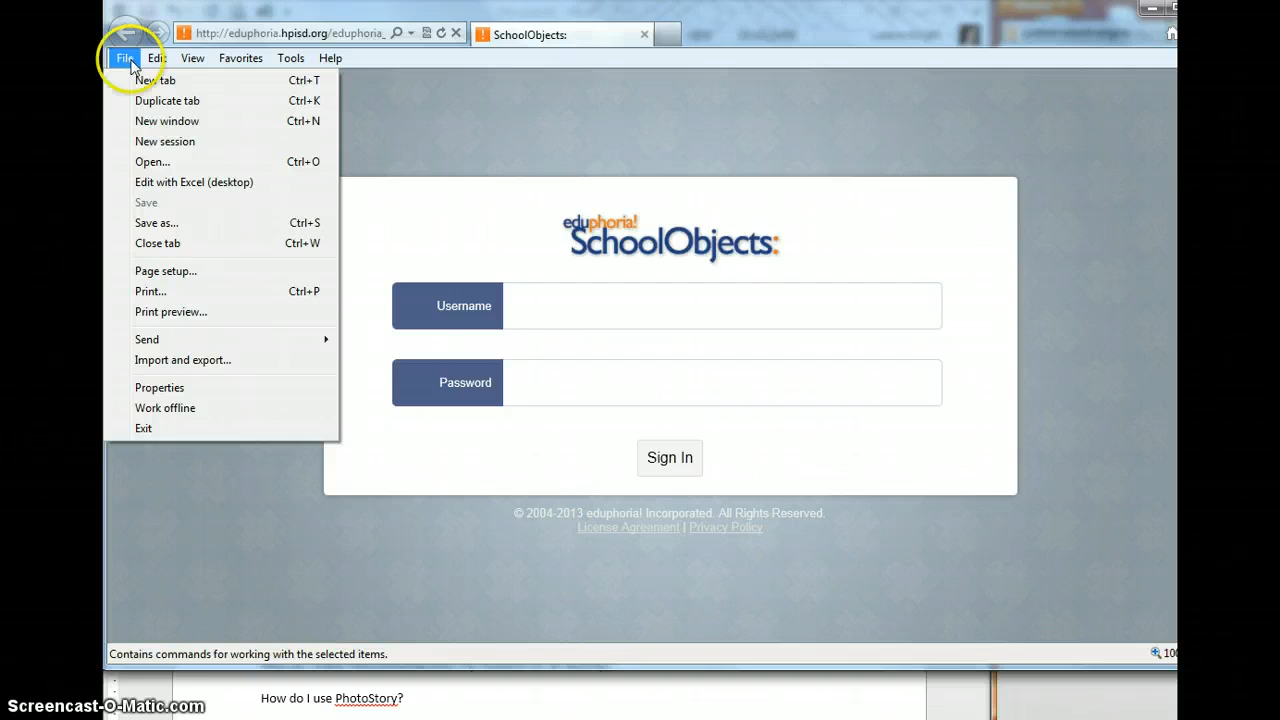 http://eduphoria.hpisd.org/eduphoria_
SchoolObjects:
File Edit View Favorites Tools Help
New tab Ctrl+T
Duplicate tab Ctrl+K
New window Ctrl+N
New session
Open... Ctrl+O
Edit with Excel (desktop)
Save
Save as... Ctrl+S
Close tab Ctrl+W
Page setup...
Print... Ctrl+P
Print preview...
Send
Import and export...
Properties
Work offline
Exit
eduphoria!
SchoolObjects:
Username
Password
Sign In
© 2004-2013 eduphoria! Incorporated. All Rights Reserved.
License Agreement | Privacy Policy
Contains commands for working with the selected items.
100
How do I use PhotoStory?
Screencast-O-Matic.com